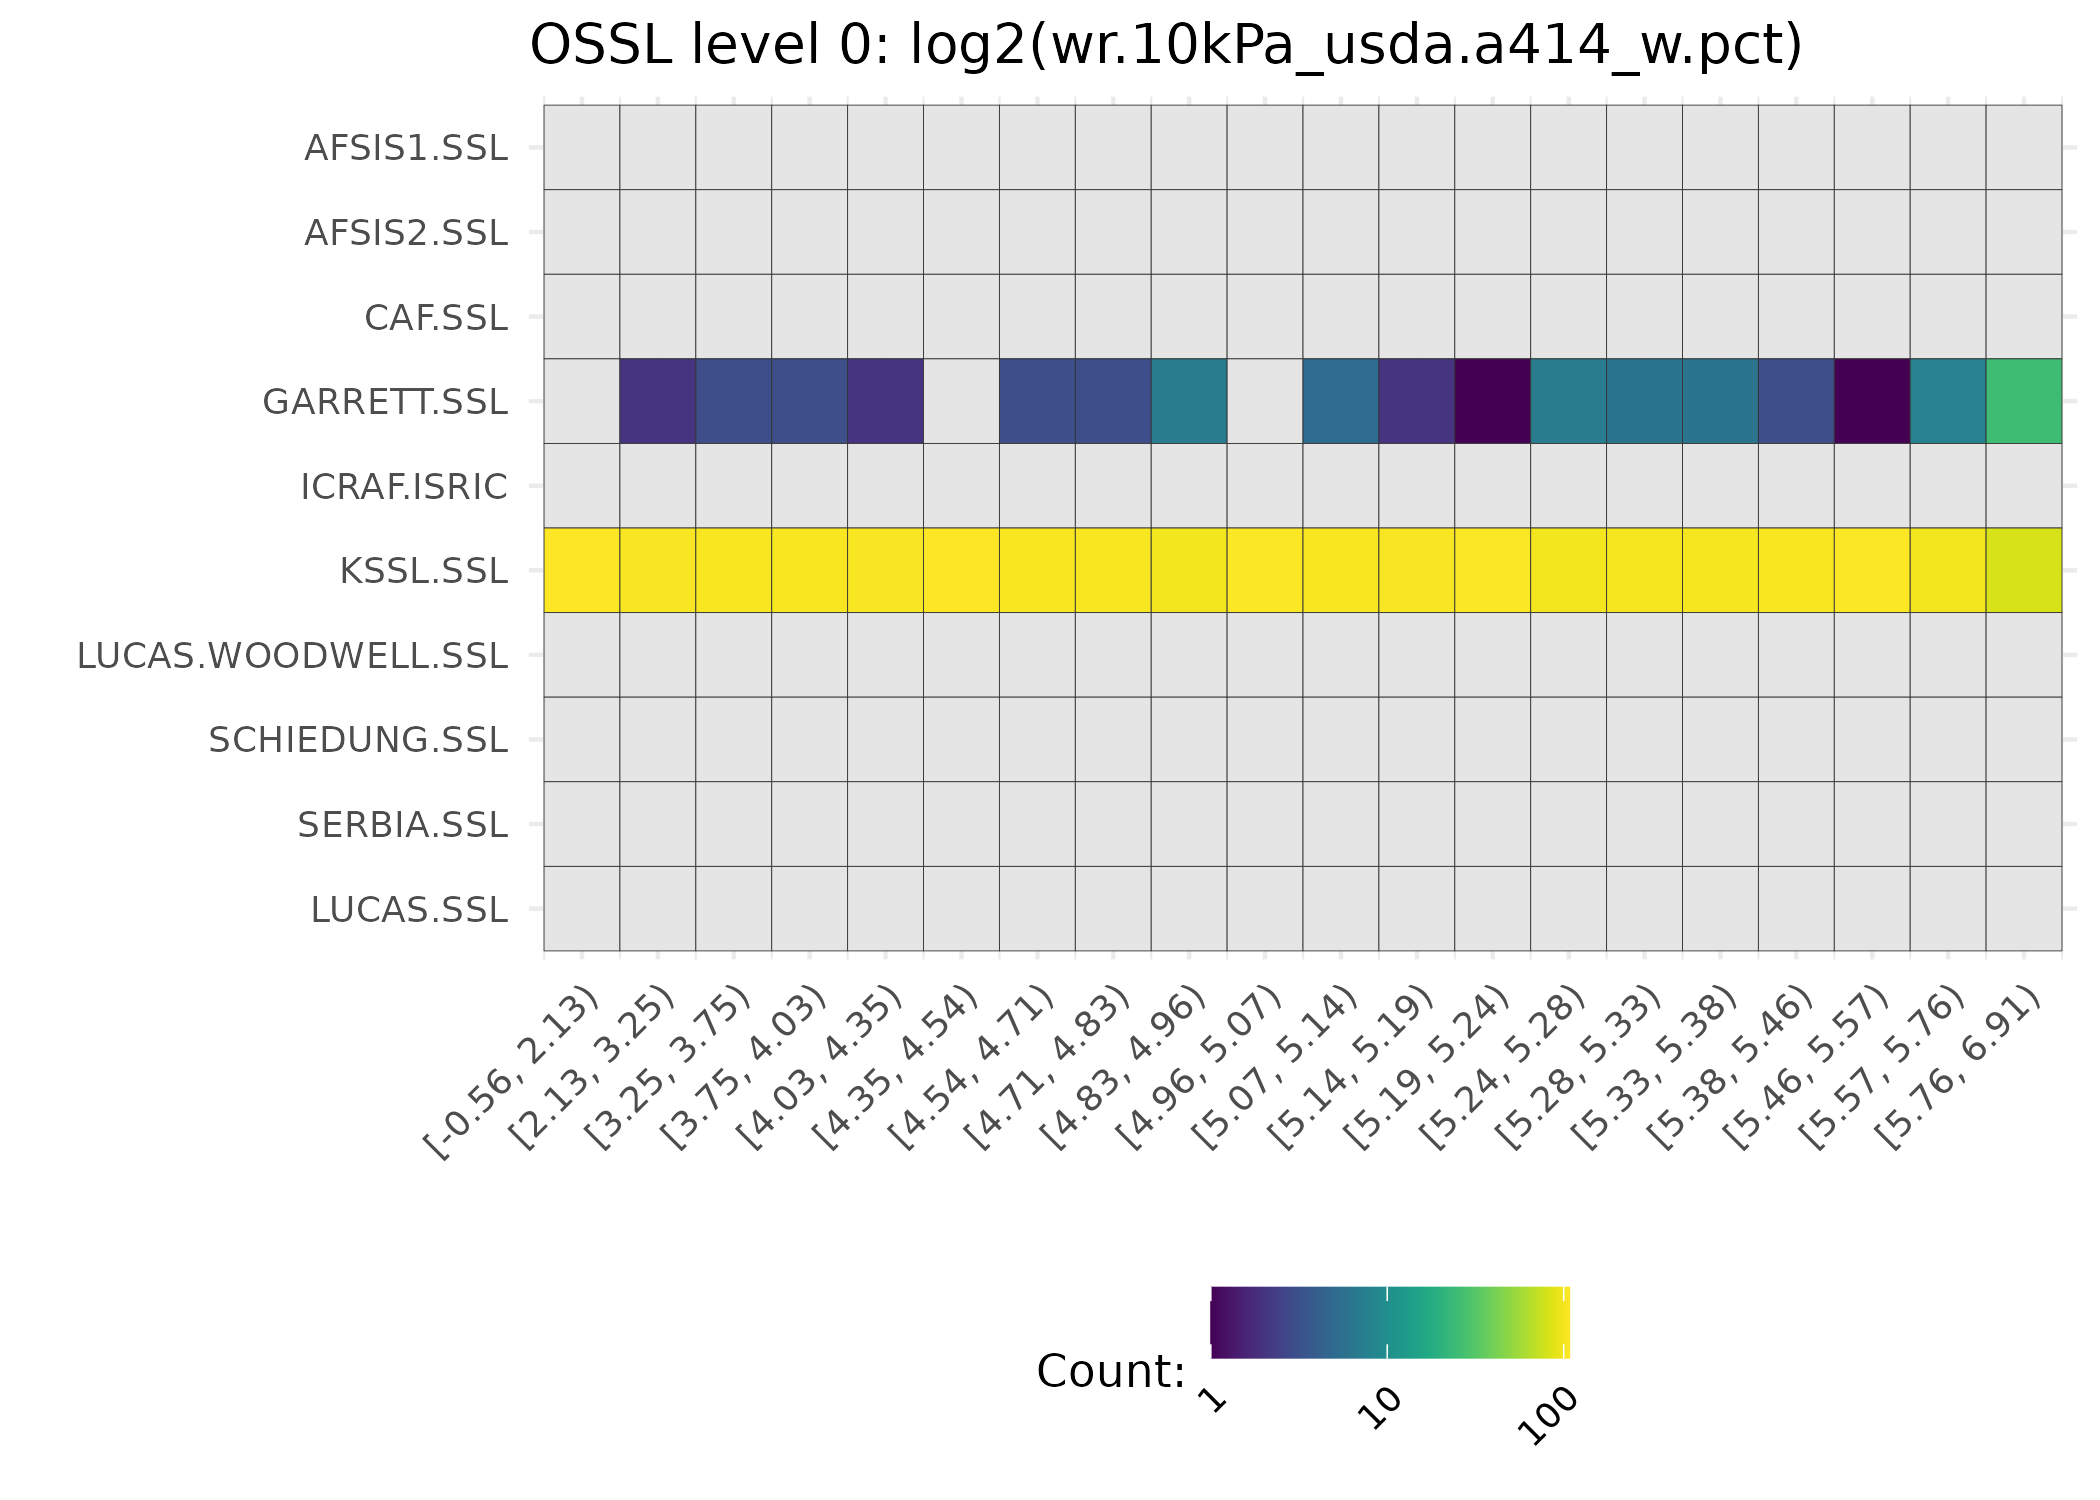 OSSL level 0: log2(wr.10kPa_usda.a414_w.pct)
AFSIS1.SSL
AFSIS2.SSL
CAF.SSL
GARRETT.SSL
ICRAF.ISRIC
KSSL.SSL
LUCAS.WOODWELL.SSL
SCHIEDUNG.SSL
SERBIA.SSL
LUCAS.SSL
[-0.56, 2.13)
[2.13, 3.25)
[3.25, 3.75)
[3.75, 4.03)
[4.03, 4.35)
[4.35, 4.54)
[4.54, 4.71)
[4.71, 4.83)
[4.83, 4.96)
[4.96, 5.07)
[5.07, 5.14)
[5.14, 5.19)
[5.19, 5.24)
[5.24, 5.28)
[5.28, 5.33)
[5.33, 5.38)
[5.38, 5.46)
[5.46, 5.57)
[5.57, 5.76)
[5.76, 6.91)
Count:
1
10
100